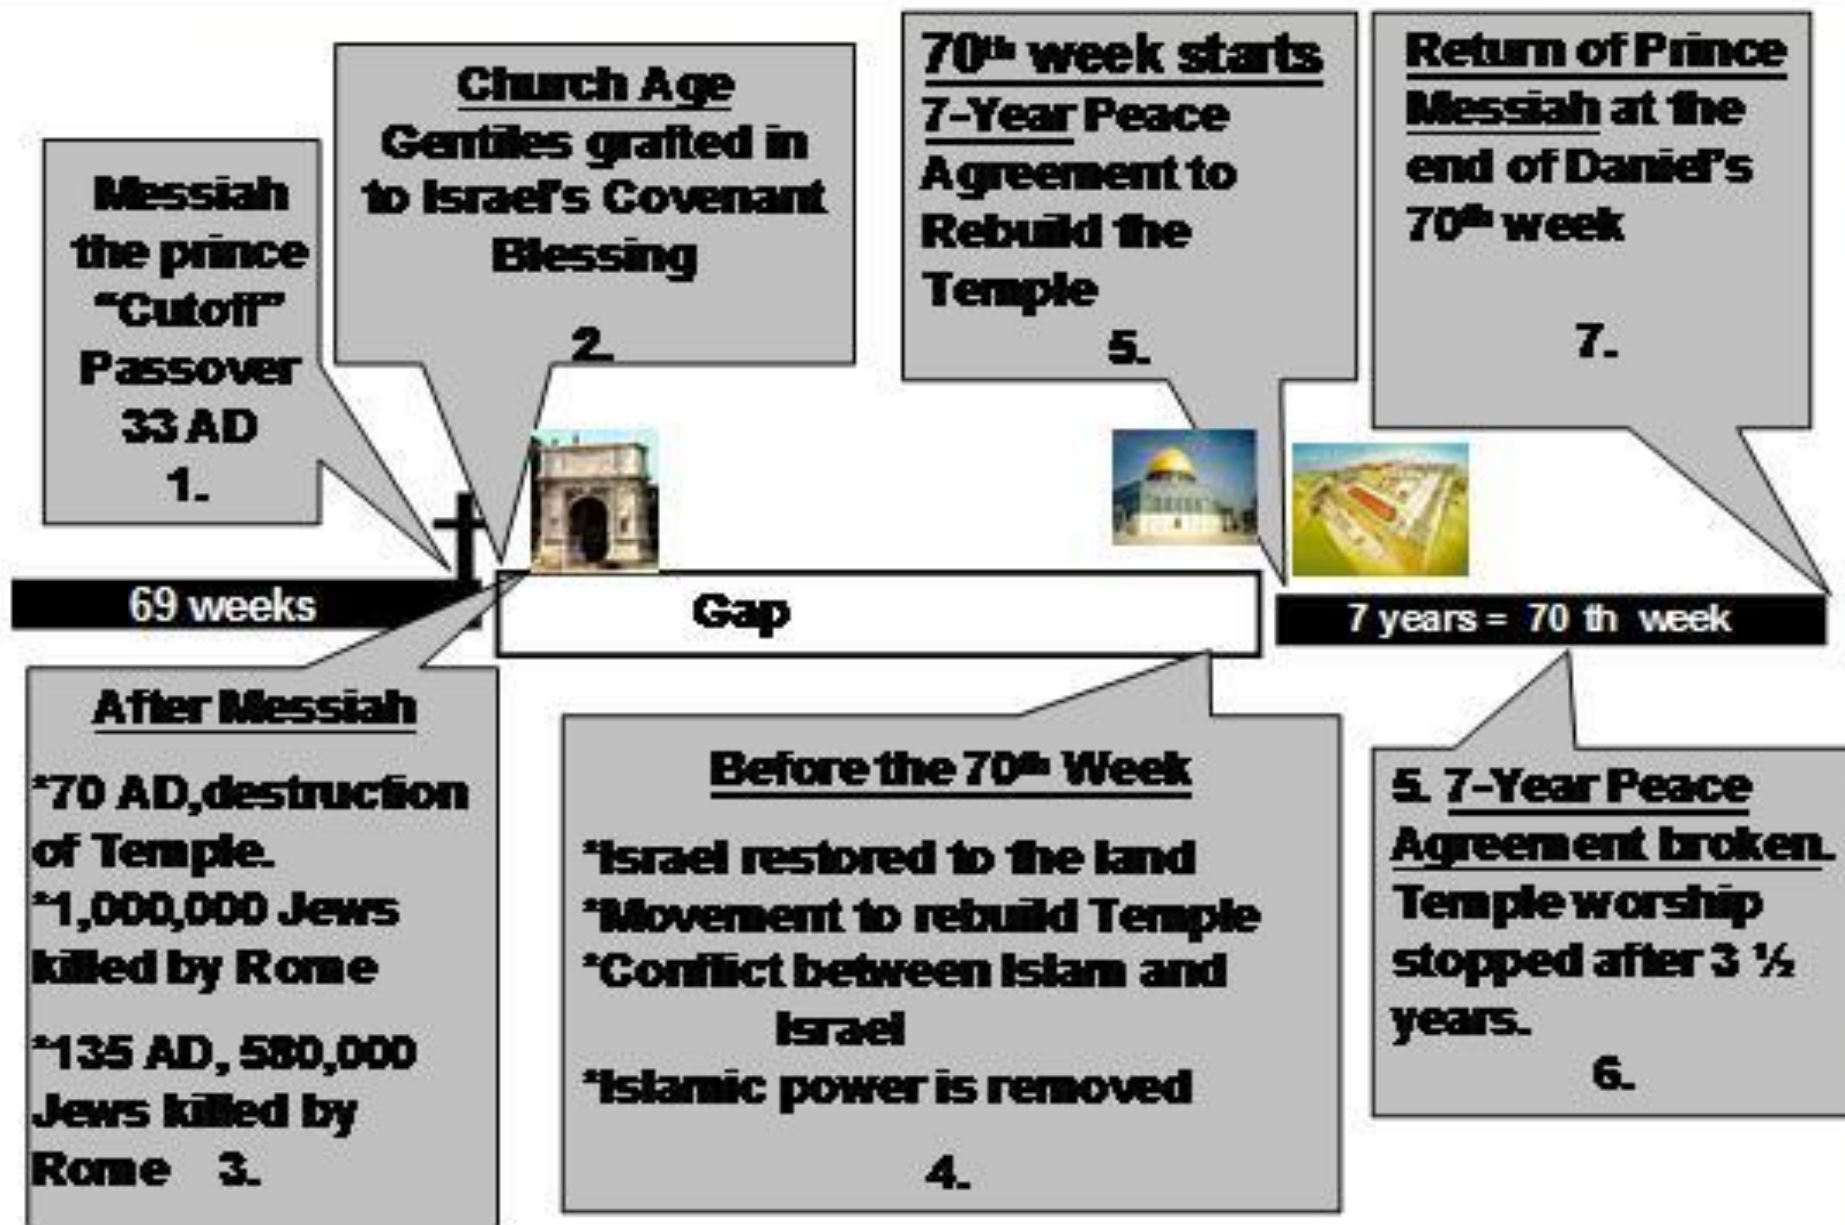 Messiah
the prince
“Cutoff”
Passover
33 AD
1.
Church Age
Gentiles grafted in
to Israel's Covenant
Blessing
2.
70th week starts
7-Year Peace
Agreement to
Rebuild the
Temple
5.
Return of Prince
Messiah at the
end of Daniel's
70th week
7.
69 weeks
Gap
7 years = 70 th week
After Messiah
*70 AD,destruction
of Temple.
*1,000,000 Jews
killed by Rome
*135 AD, 580,000
Jews killed by
Rome 3.
Before the 70th Week
*Israel restored to the land
*Movement to rebuild Temple
*Conflict between Islam and
Israel
*Islamic power is removed
4.
5. 7-Year Peace
Agreement broken.
Temple worship
stopped after 3 ½
years.
6.